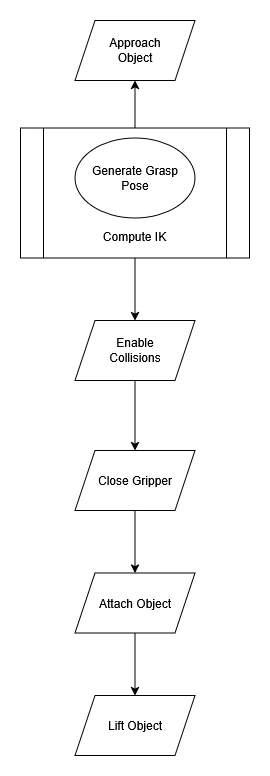 Approach
Object
Generate Grasp
Pose
Compute IK
Enable
Collisions
Close Gripper
Attach Object
Lift Object